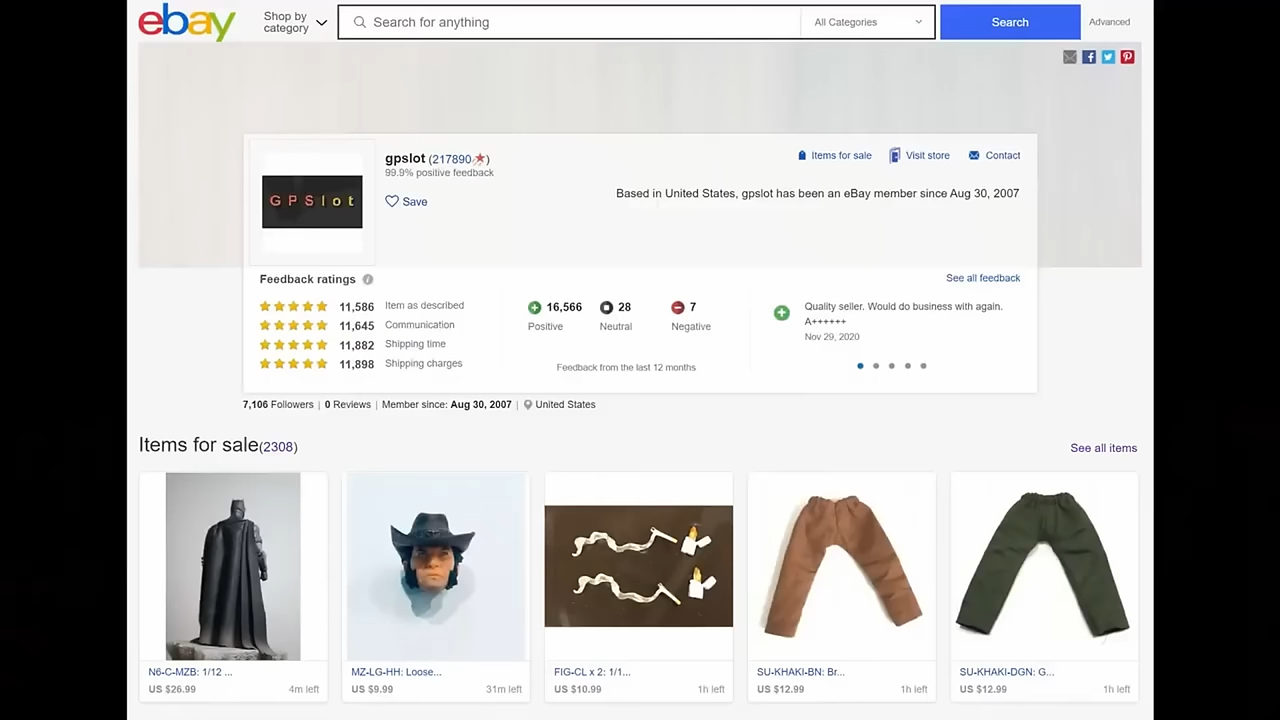 ebay
Shop by
category
Search for anything
All Categories
Search
Advanced
GPSlot
gpslot (217890)
99.9% positive feedback
Save
Items for sale
Visit store
Contact
Based in United States, gpslot has been an eBay member since Aug 30, 2007
Feedback ratings
See all feedback
11,586 Item as described
11,645 Communication
11,882 Shipping time
11,898 Shipping charges
16,566
Positive
28
Neutral
7
Negative
Feedback from the last 12 months
Quality seller. Would do business with again.
A++++++
Nov 29, 2020
7,106 Followers | 0 Reviews | Member since: Aug 30, 2007 | United States
Items for sale(2308)
See all items
N6-C-MZB: 1/12 ...
US $26.99 4m left
MZ-LG-HH: Loose...
US $9.99 31m left
FIG-CL x 2: 1/1...
US $10.99 1h left
SU-KHAKI-BN: Br...
US $12.99 1h left
SU-KHAKI-DGN: G...
US $12.99 1h left